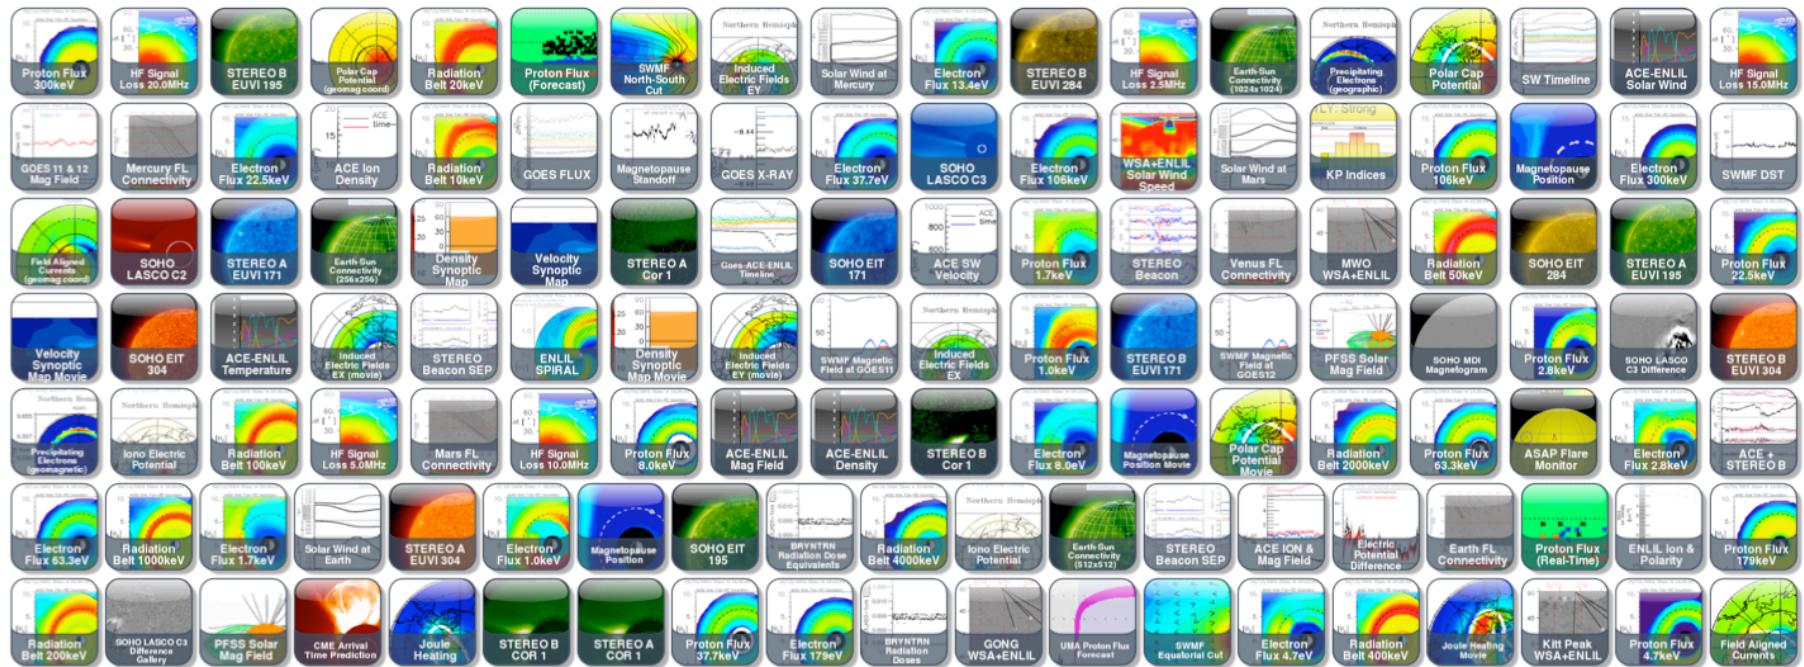 Proton Flux 300keV
HF Signal Loss 20.0MHz
STEREO B EUVI 195
Polar Cap Potential (geomag coord)
Radiation Belt 20keV
Proton Flux (Forecast)
SWMF North-South Cut
Induced Electric Fields EY
Solar Wind at Mercury
Electron Flux 13.4eV
STEREO B EUVI 284
HF Signal Loss 2.5MHz
Earth-Sun Connectivity (1024x1024)
Precipitating Electrons (geographic)
Polar Cap Potential
SW Timeline
ACE-ENLIL Solar Wind
HF Signal Loss 15.0MHz
GOES 11 & 12 Mag Field
Mercury FL Connectivity
Electron Flux 22.5keV
ACE Ion Density
Radiation Belt 10keV
GOES FLUX
Magnetopause Standoff
GOES X-RAY
Electron Flux 37.7eV
SOHO LASCO C3
Electron Flux 106keV
WSA+ENLIL Solar Wind Speed
Solar Wind at Mars
KP Indices
Proton Flux 106keV
Magnetopause Position
Electron Flux 300keV
SWMF DST
Field Aligned Currents (geomag coord)
SOHO LASCO C2
STEREO A EUVI 171
Earth-Sun Connectivity (256x256)
Density Synoptic Map
Velocity Synoptic Map
STEREO A Cor 1
Goes-ACE-ENLIL Timeline
SOHO EIT 171
ACE SW Velocity
Proton Flux 1.7keV
STEREO Beacon
Venus FL Connectivity
MWO WSA+ENLIL
Radiation Belt 50keV
SOHO EIT 284
STEREO A EUVI 195
Proton Flux 22.5keV
Velocity Synoptic Map Movie
SOHO EIT 304
ACE-ENLIL Temperature
Induced Electric Fields EX (movie)
STEREO Beacon SEP
ENLIL SPIRAL
Density Synoptic Map Movie
Induced Electric Fields EY (movie)
SWMF Magnetic Field at GOES11
Induced Electric Fields EX
Proton Flux 1.0keV
STEREO B EUVI 171
SWMF Magnetic Field at GOES12
PFSS Solar Mag Field
SOHO MDI Magnetogram
Proton Flux 2.8keV
SOHO LASCO C3 Difference
STEREO B EUVI 304
Precipitating Electrons (geomagnetic)
Iono Electric Potential
Radiation Belt 100keV
HF Signal Loss 5.0MHz
Mars FL Connectivity
HF Signal Loss 10.0MHz
Proton Flux 8.0keV
ACE-ENLIL Mag Field
ACE-ENLIL Density
STEREO B Cor 1
Electron Flux 8.0eV
Magnetopause Position Movie
Polar Cap Potential Movie
Radiation Belt 2000keV
Proton Flux 63.3keV
ASAP Flare Monitor
Electron Flux 2.8keV
ACE + STEREO B
Electron Flux 63.3eV
Radiation Belt 1000keV
Electron Flux 1.7keV
Solar Wind at Earth
STEREO A EUVI 304
Electron Flux 1.0keV
Magnetopause Position
SOHO EIT 195
BRYNTRN Radiation Dose Equivalents
Radiation Belt 4000keV
Iono Electric Potential
Earth-Sun Connectivity (512x512)
STEREO Beacon SEP
ACE ION & Mag Field
Electric Potential Difference
Earth FL Connectivity
Proton Flux (Real-Time)
ENLIL Ion & Polarity
Proton Flux 179keV
Radiation Belt 200keV
SOHO LASCO C3 Difference Gallery
PFSS Solar Mag Field
CME Arrival Time Prediction
Joule Heating
STEREO B COR 1
STEREO A COR 1
Proton Flux 37.7keV
Electron Flux 179eV
BRYNTRN Radiation Doses
GONG WSA+ENLIL
UMA Proton Flux Forecast
SWMF Equatorial Cut
Electron Flux 4.7eV
Radiation Belt 400keV
Joule Heating Movie
Kitt Peak WSA+ENLIL
Proton Flux 4.7keV
Field Aligned Currents